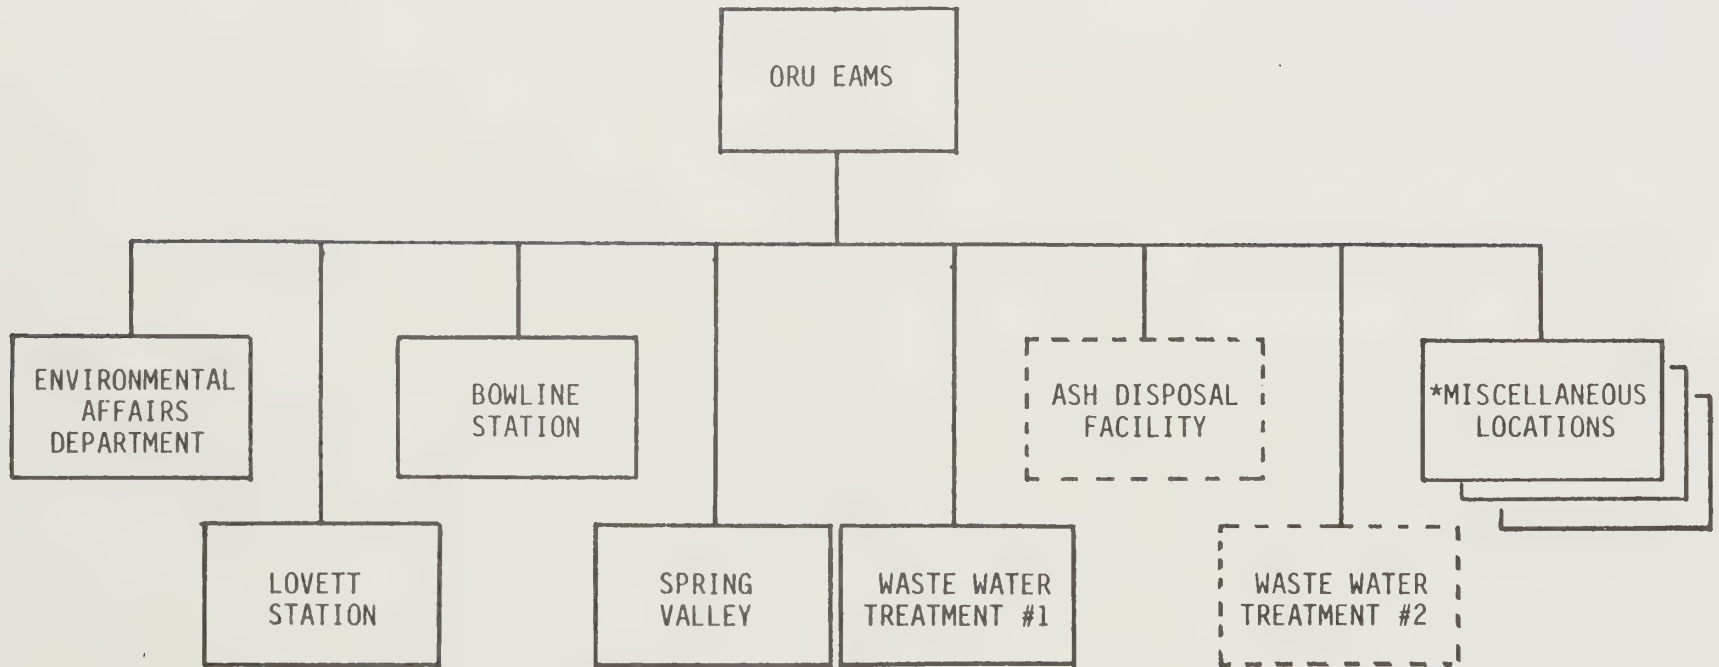 ORU EAMS
ENVIRONMENTAL
AFFAIRS
DEPARTMENT
BOWLINE
STATION
ASH DISPOSAL
FACILITY
*MISCELLANEOUS
LOCATIONS
LOVETT
STATION
SPRING
VALLEY
WASTE WATER
TREATMENT #1
WASTE WATER
TREATMENT #2